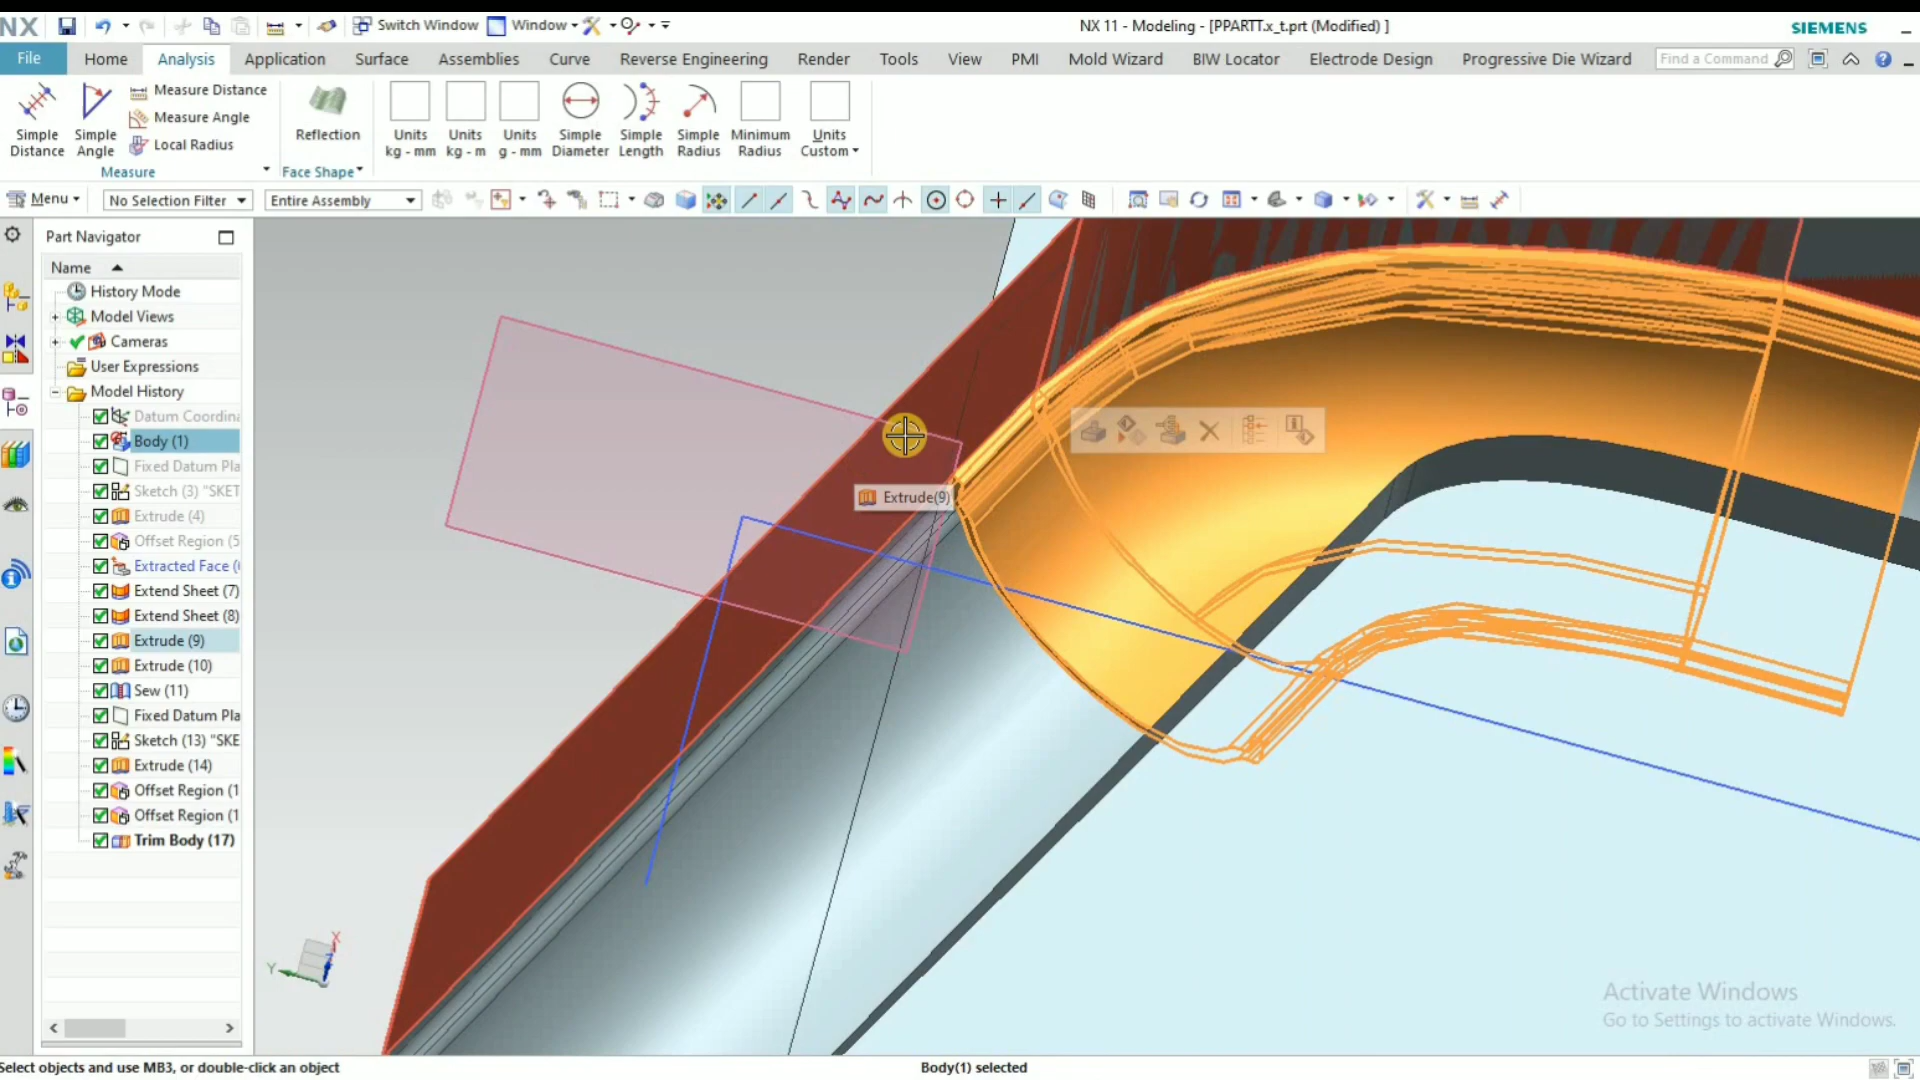 NX Switch Window Window NX 11 - Modeling - [PPARTT.x_t.prt (Modified) ] SIEMENS
File Home Analysis Application Surface Assemblies Curve Reverse Engineering Render Tools View PMI Mold Wizard BIW Locator Electrode Design Progressive Die Wizard Find a Command
Simple Distance
Simple Angle
Measure Distance
Measure Angle
Local Radius
Measure
Reflection
Face Shape
Units kg - mm
Units kg - m
Units g - mm
Simple Diameter
Simple Length
Simple Radius
Minimum Radius
Units Custom
Menu No Selection Filter Entire Assembly
Part Navigator
Name
History Mode
Model Views
Cameras
User Expressions
Model History
Datum Coordina
Body (1)
Fixed Datum Pla
Sketch (3) "SKET
Extrude (4)
Offset Region (5
Extracted Face (
Extend Sheet (7)
Extend Sheet (8)
Extrude (9)
Extrude (10)
Sew (11)
Fixed Datum Pla
Sketch (13) "SKE
Extrude (14)
Offset Region (1
Offset Region (1
Trim Body (17)
Extrude(9)
X
Y
Activate Windows
Go to Settings to activate Windows.
Select objects and use MB3, or double-click an object
Body(1) selected